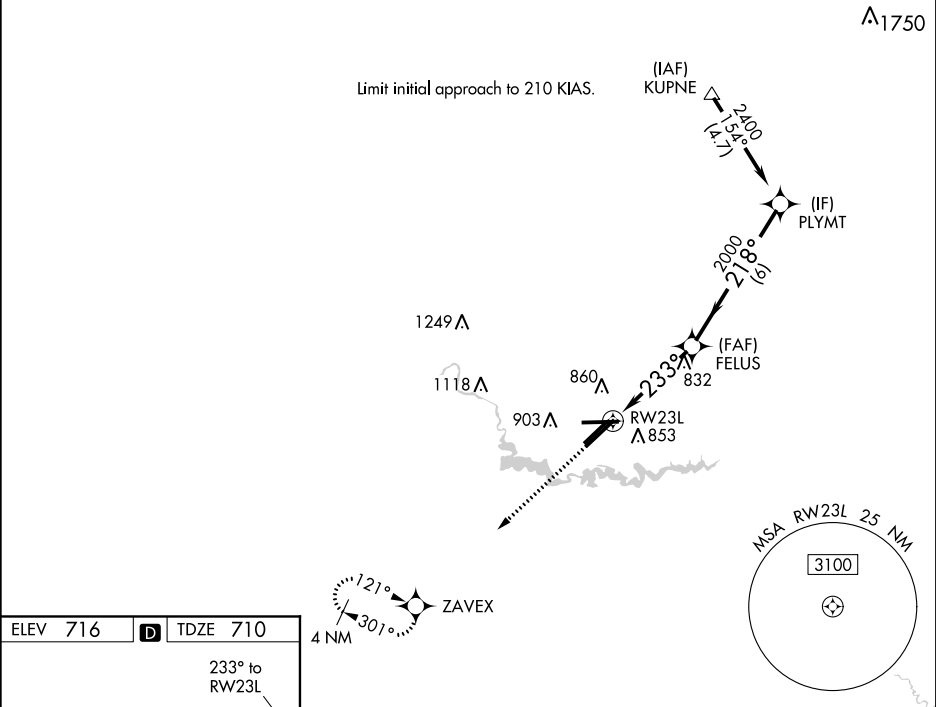 1750
(IAF)
KUPNE
Limit initial approach to 210 KIAS.
2400
154°
(4.7)
(IF)
PLYMT
2000
218°
(6)
1249
(FAF)
FELUS
233°
832
1118
860
903
RW23L
853
MSA RW23L 25 NM
3100
121°
ZAVEX
301°
4 NM
ELEV 716 D TDZE 710
233° to
RW23L